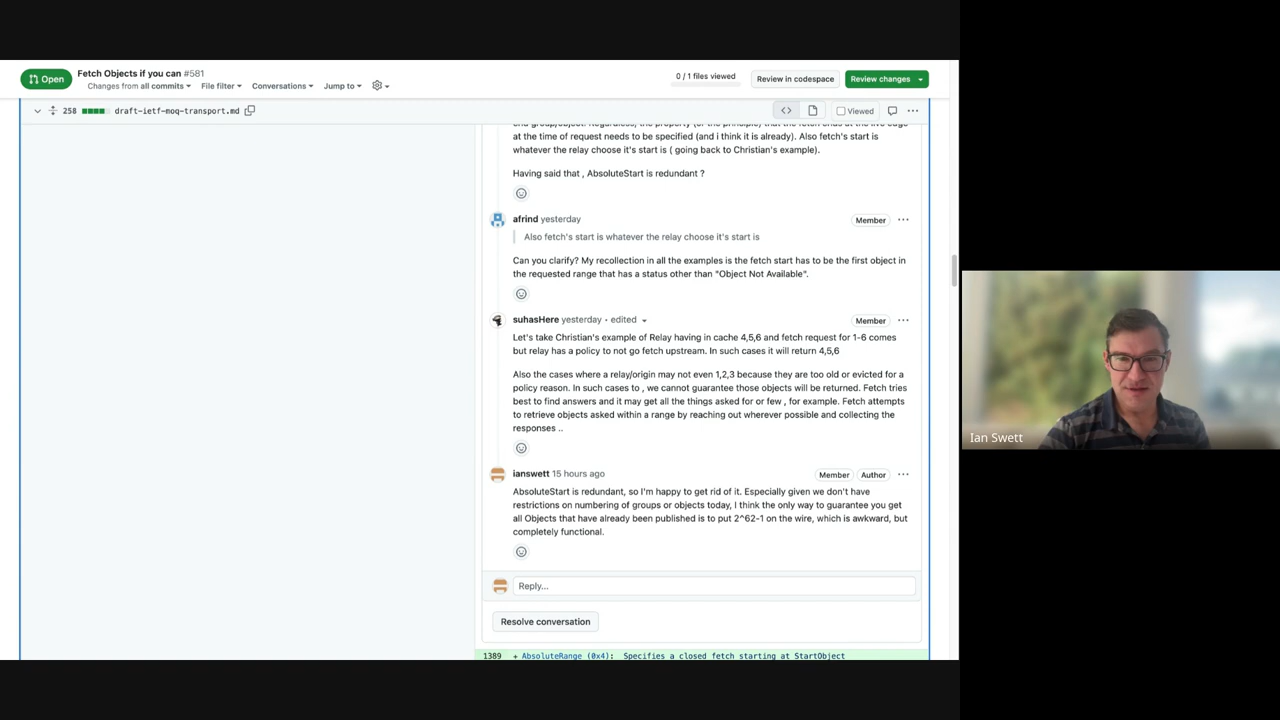 Open
Fetch Objects if you can #581
Changes from all commits
File filter
Conversations
Jump to
0 / 1 files viewed
Review in codespace
Review changes
258
draft-ietf-moq-transport.md
Viewed
at the time of request needs to be specified (and i think it is already). Also fetch's start is
whatever the relay choose it's start is ( going back to Christian's example).
Having said that , AbsoluteStart is redundant ?
afrind yesterday
Member
Also fetch's start is whatever the relay choose it's start is
Can you clarify? My recollection in all the examples is the fetch start has to be the first object in
the requested range that has a status other than "Object Not Available".
suhasHere yesterday • edited
Member
Let's take Christian's example of Relay having in cache 4,5,6 and fetch request for 1-6 comes
but relay has a policy to not go fetch upstream. In such cases it will return 4,5,6
Also the cases where a relay/origin may not even 1,2,3 because they are too old or evicted for a
policy reason. In such cases to , we cannot guarantee those objects will be returned. Fetch tries
best to find answers and it may get all the things asked for or few , for example. Fetch attempts
to retrieve objects asked within a range by reaching out wherever possible and collecting the
responses ..
ianswett 15 hours ago
Member
Author
AbsoluteStart is redundant, so I'm happy to get rid of it. Especially given we don't have
restrictions on numbering of groups or objects today, I think the only way to guarantee you get
all Objects that have already been published is to put 2^62-1 on the wire, which is awkward, but
completely functional.
Reply...
Resolve conversation
1389 + AbsoluteRange (0x4): Specifies a closed fetch starting at StartObject
Ian Swett